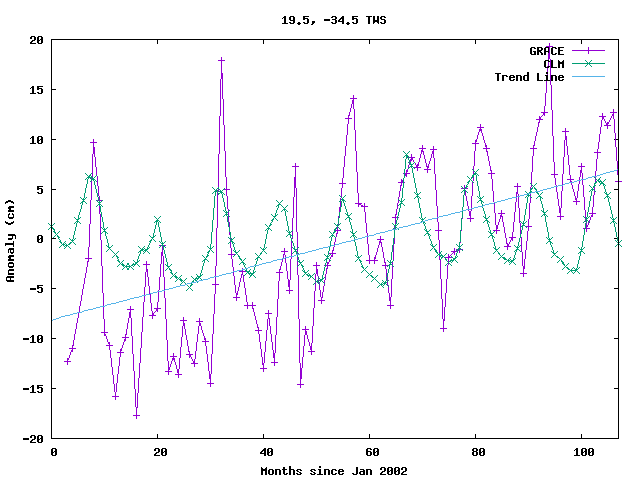 19.5, -34.5 TWS
GRACE
CLM
Trend Line
20
15
10
5
0
-5
-10
-15
-20
Anomaly (cm)
0 20 40 60 80 100
Months since Jan 2002